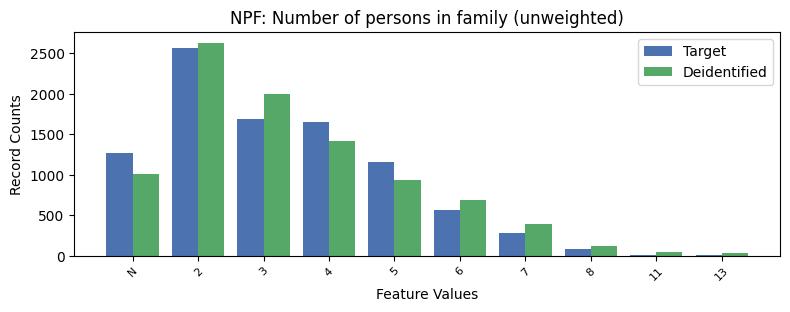 NPF: Number of persons in family (unweighted)
Target
Deidentified
Record Counts
2500
2000
1500
1000
500
0
N 2 3 4 5 6 7 8 11 13
Feature Values